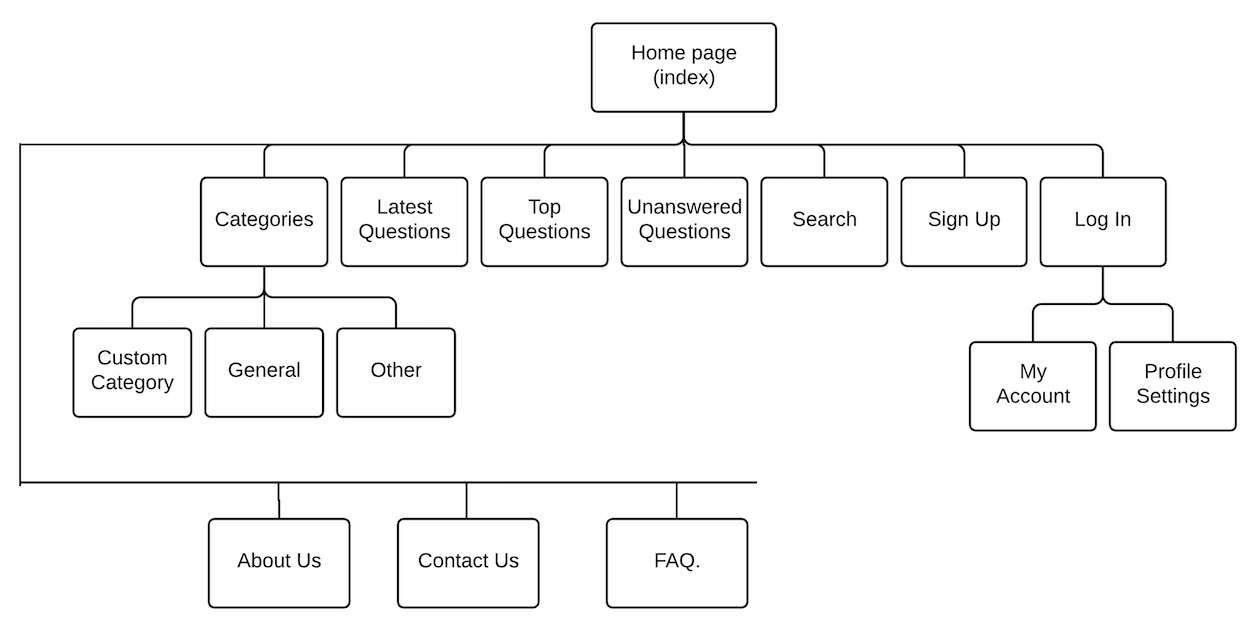 Home page
(index)
Categories
Latest
Questions
Top
Questions
Unanswered
Questions
Search
Sign Up
Log In
Custom
Category
General
Other
My
Account
Profile
Settings
About Us
Contact Us
FAQ.